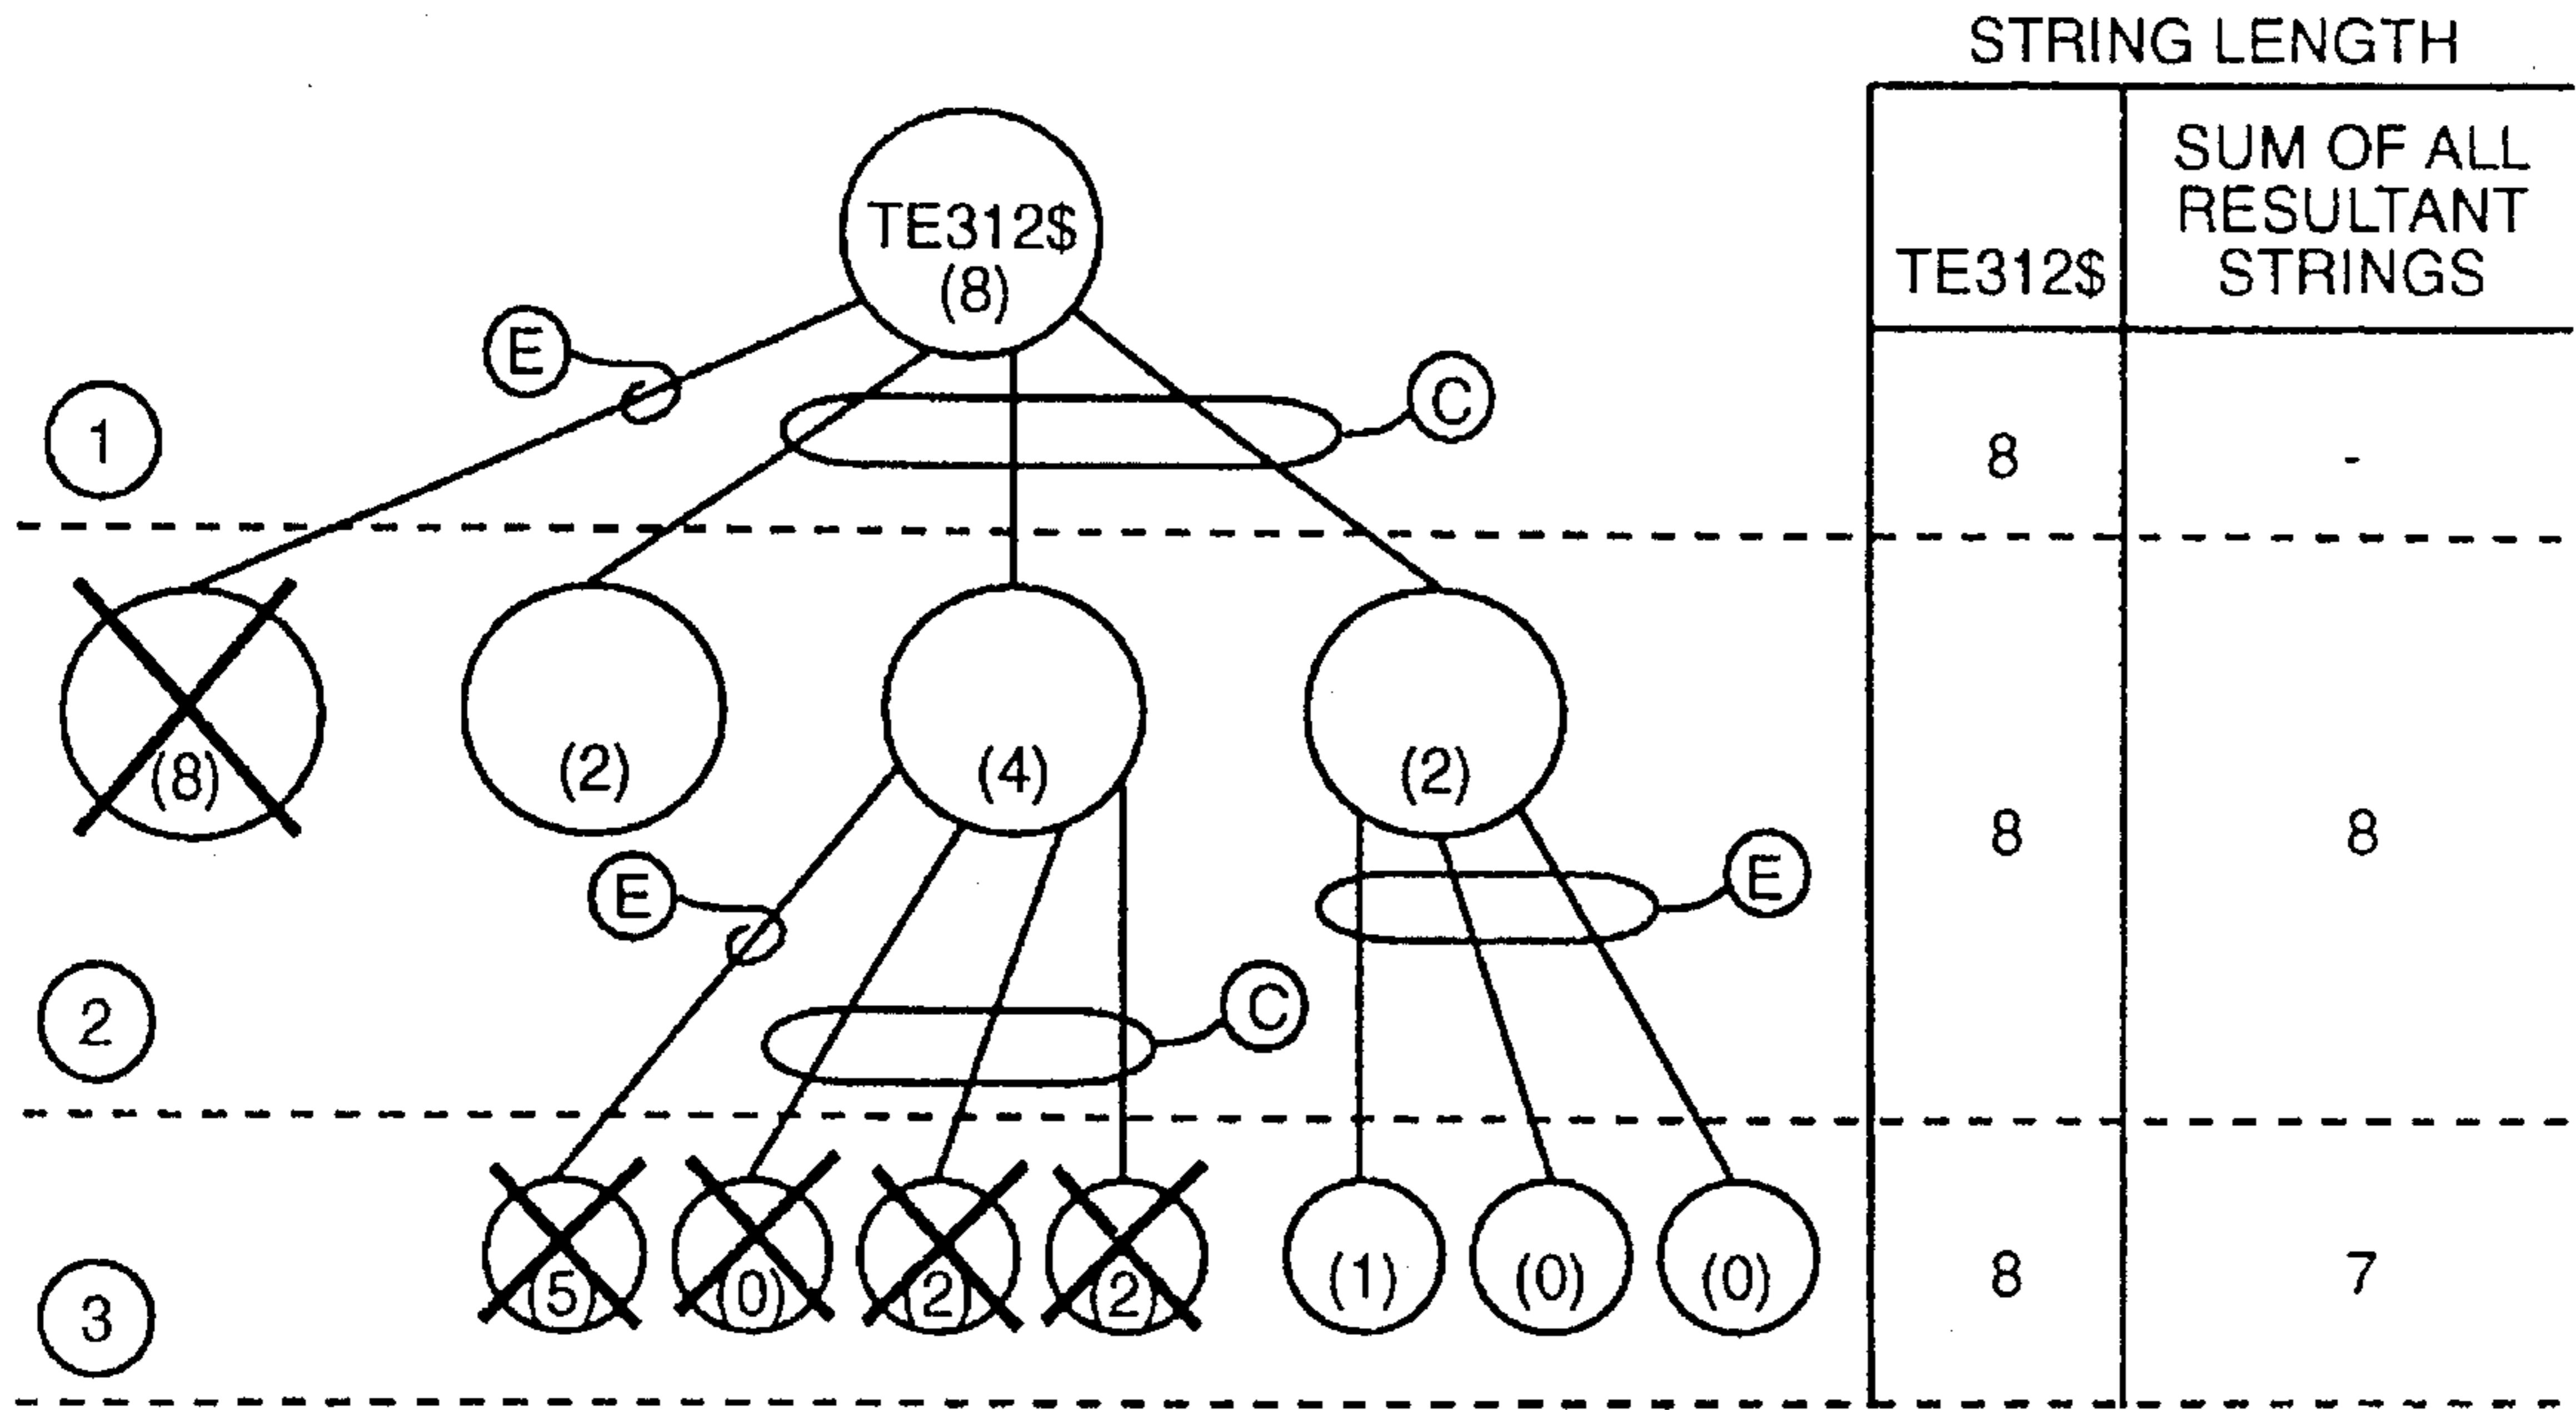 STRING LENGTH
TE312$
SUM OF ALL
RESULTANT
STRINGS
TE312$
(8)
E
C
1
8
-
(8)
(2)
(4)
(2)
8
8
E
E
C
2
(5)
(0)
(2)
(2)
(1)
(0)
(0)
8
7
3